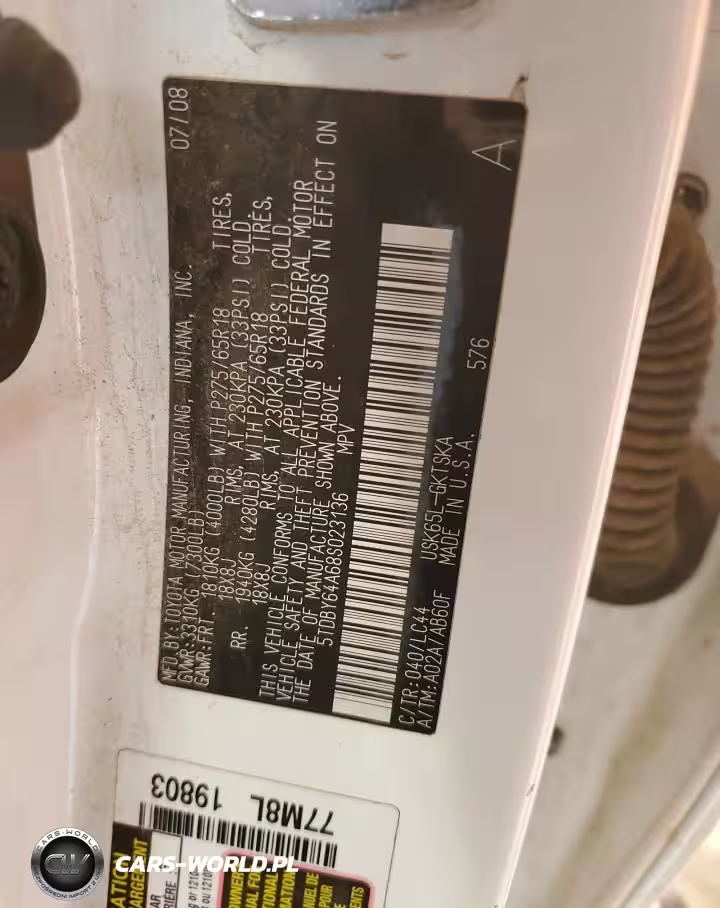 MFD BY:TOYOTA MOTOR MANUFACTURING, INDIANA, INC. 07/08
GVWR:3310KG(7300LB)
GAWR:FRT. 1810KG (4000LB) WITH P275/65R18 TIRES,
18X8J RIMS, AT 230KPA (33PSI) COLD.
RR. 1940KG (4280LB) WITH P275/65R18 TIRES,
18X8J RIMS, AT 230KPA (33PSI) COLD.
THIS VEHICLE CONFORMS TO ALL APPLICABLE FEDERAL MOTOR
VEHICLE SAFETY AND THEFT PREVENTION STANDARDS IN EFFECT ON
THE DATE OF MANUFACTURE SHOWN ABOVE.
5TDBY64A68S023136 MPV
C/TR:040/LC44 USK65L-GKTSKA 576
A/TM:A02A/AB60F MADE IN U.S.A.
A
77M8L 19803
CARS-WORLD
CW
CARS-WORLD.PL